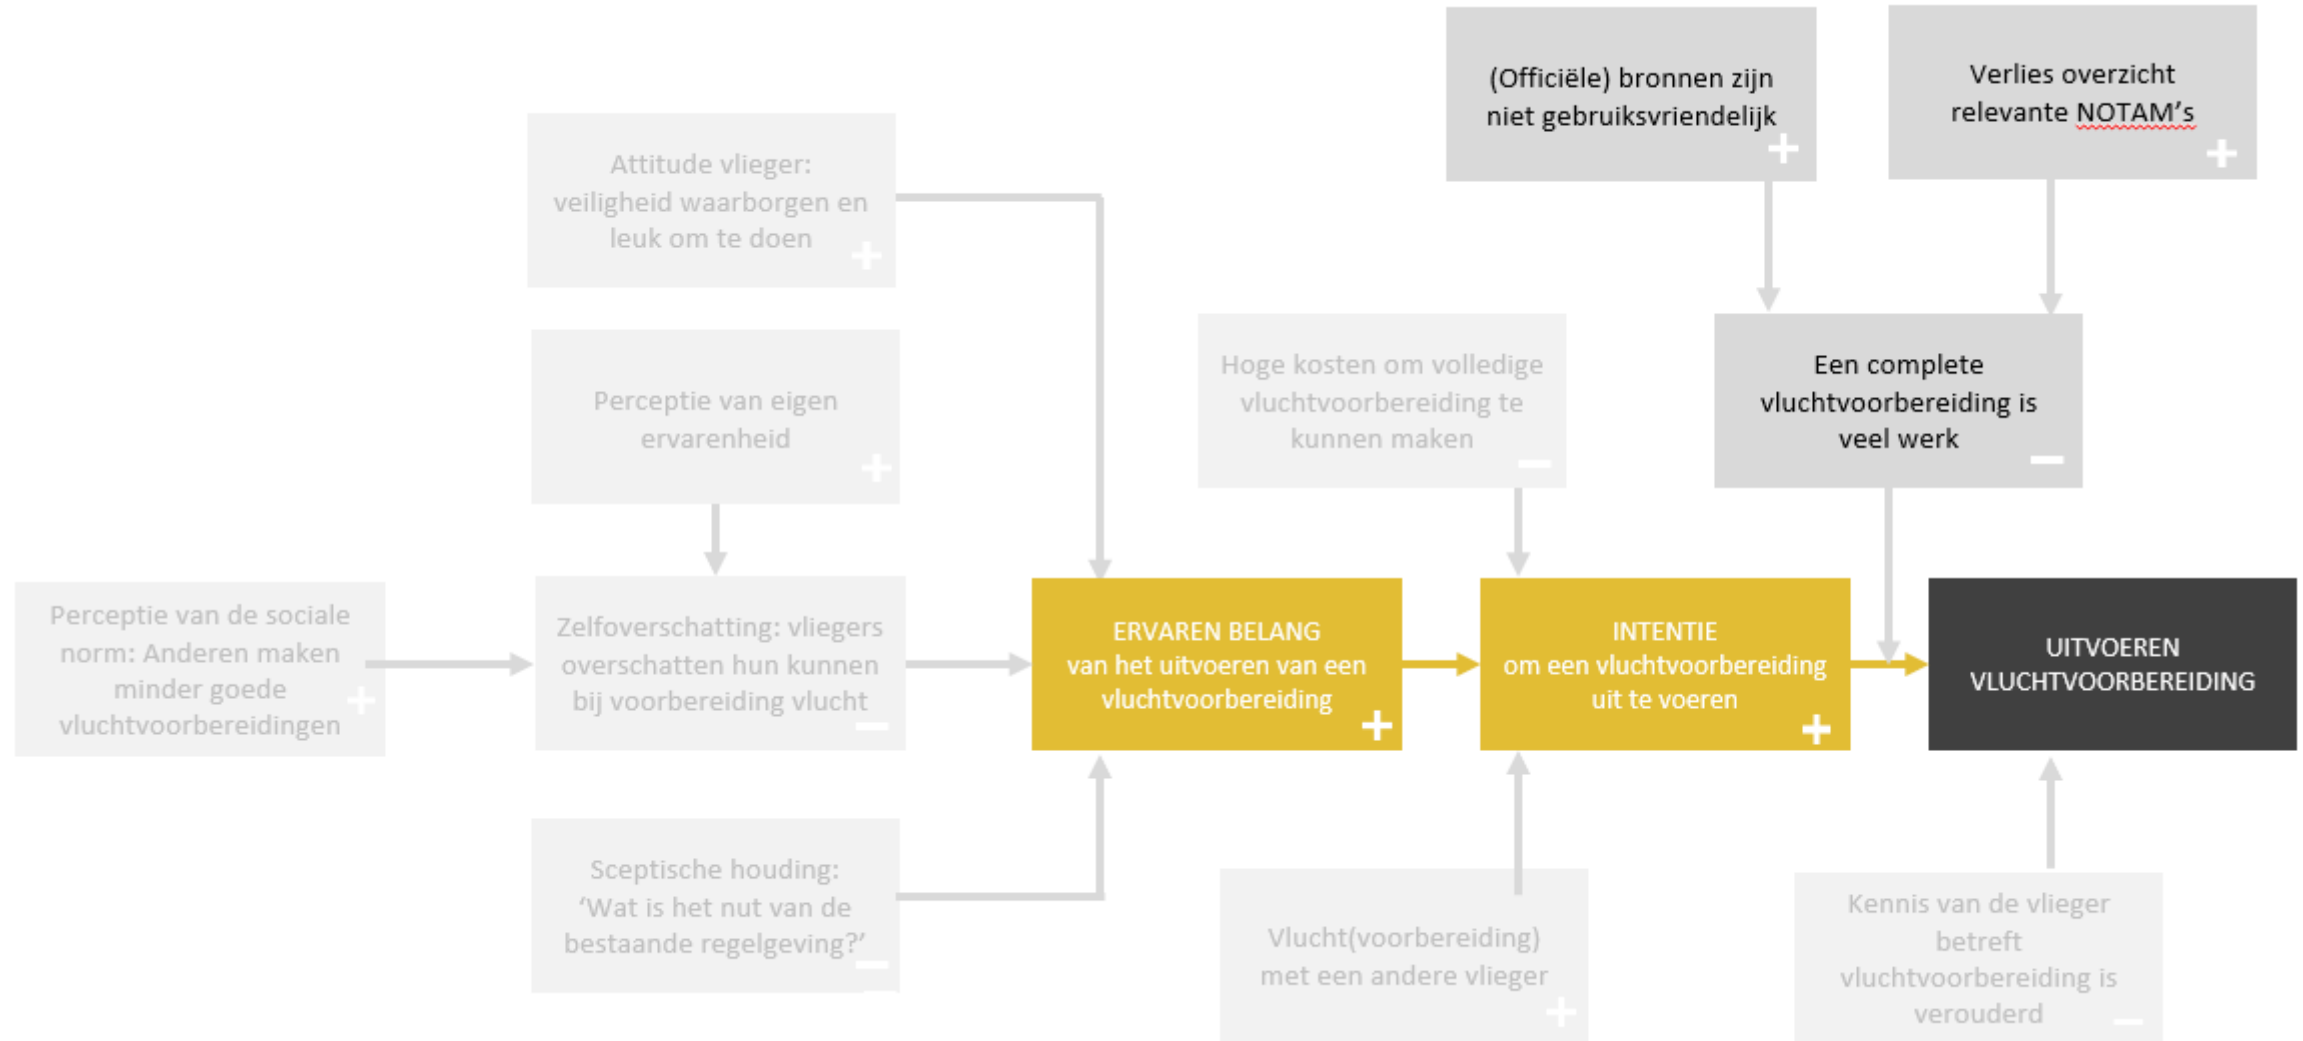 (Officiële) bronnen zijn
niet gebruiksvriendelijk
+
Verlies overzicht
relevante NOTAM's
+
Attitude vlieger:
veiligheid waarborgen en
leuk om te doen
+
Perceptie van eigen
ervarenheid
+
Hoge kosten om volledige
vluchtvoorbereiding te
kunnen maken
−
Een complete
vluchtvoorbereiding is
veel werk
−
Perceptie van de sociale
norm: Anderen maken
minder goede
vluchtvoorbereidingen
+
Zelfoverschatting: vliegers
overschatten hun kunnen
bij voorbereiding vlucht
−
ERVAREN BELANG
van het uitvoeren van een
vluchtvoorbereiding
+
INTENTIE
om een vluchtvoorbereiding
uit te voeren
+
UITVOEREN
VLUCHTVOORBEREIDING
Sceptische houding:
‘Wat is het nut van de
bestaande regelgeving?’
−
Vlucht(voorbereiding)
met een andere vlieger
+
Kennis van de vlieger
betreft
vluchtvoorbereiding is
verouderd
−